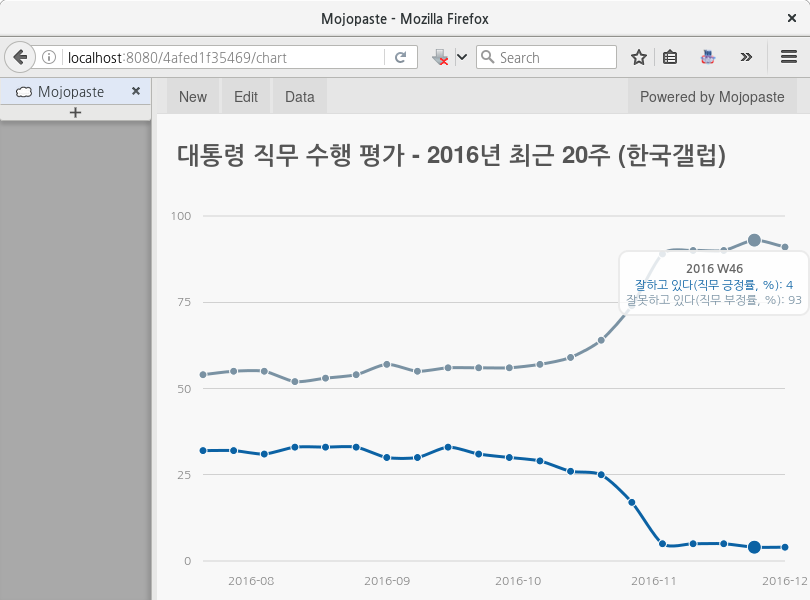 Mojopaste - Mozilla Firefox
localhost:8080/4afed1f35469/chart
Search
Mojopaste
New Edit Data Powered by Mojopaste
대통령 직무 수행 평가 - 2016년 최근 20주 (한국갤럽)
100
2016 W46
잘하고 있다(직무 긍정률, %): 4
잘못하고 있다(직무 부정률, %): 93
75
50
25
0
2016-08 2016-09 2016-10 2016-11 2016-12